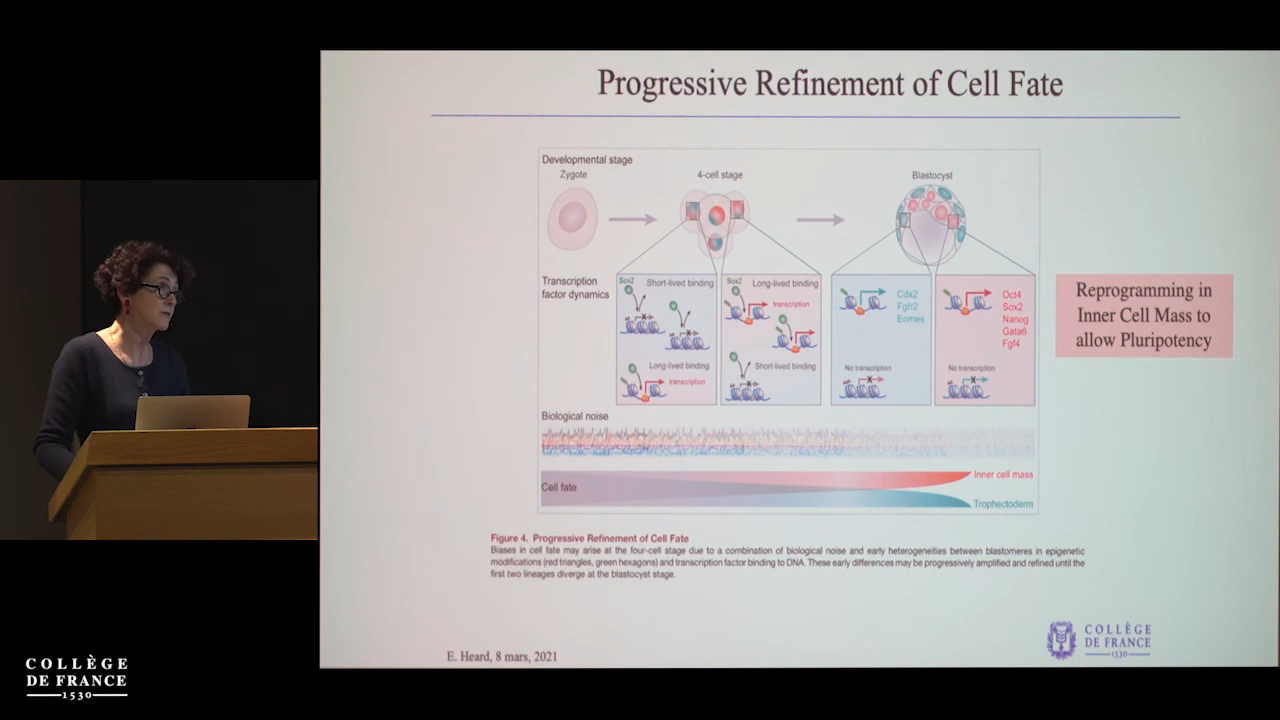 Progressive Refinement of Cell Fate
Developmental stage
Zygote
4-cell stage
Blastocyst
Transcription
factor dynamics
Sox2
Short-lived binding
Long-lived binding
transcription
Sox2
Long-lived binding
transcription
Short-lived binding
Cdx2
Fgfr2
Eomes
No transcription
Oct4
Sox2
Nanog
Gata6
Fgf4
No transcription
Reprogramming in
Inner Cell Mass to
allow Pluripotency
Biological noise
Cell fate
Inner cell mass
Trophectoderm
Figure 4. Progressive Refinement of Cell Fate
Biases in cell fate may arise at the four-cell stage due to a combination of biological noise and early heterogeneities between blastomeres in epigenetic
modifications (red triangles, green hexagons) and transcription factor binding to DNA. These early differences may be progressively amplified and refined until the
first two lineages diverge at the blastocyst stage.
E. Heard, 8 mars, 2021
COLLÈGE
DE FRANCE
1530
COLLÈGE
DE FRANCE
1530